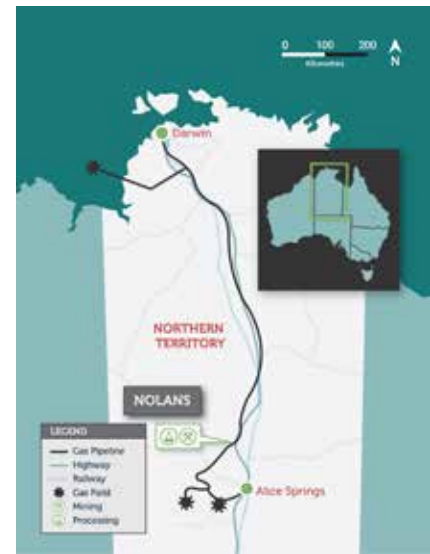 0 100 200
Kilometres
N
Darwin
NORTHERN
TERRITORY
NOLANS
LEGEND
Gas Pipeline
Highway
Railway
Gas Field
Mining
Processing
Alice Springs